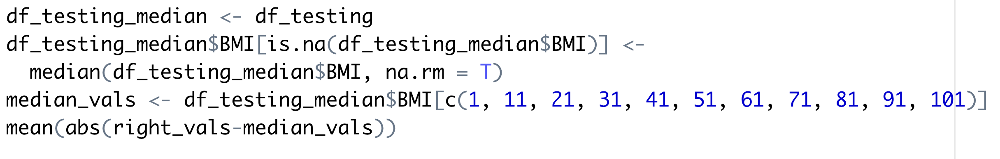 df_testing_median <- df_testing
df_testing_median$BMI[is.na(df_testing_median$BMI)] <-
  median(df_testing_median$BMI, na.rm = T)
median_vals <- df_testing_median$BMI[c(1, 11, 21, 31, 41, 51, 61, 71, 81, 91, 101)]
mean(abs(right_vals-median_vals))